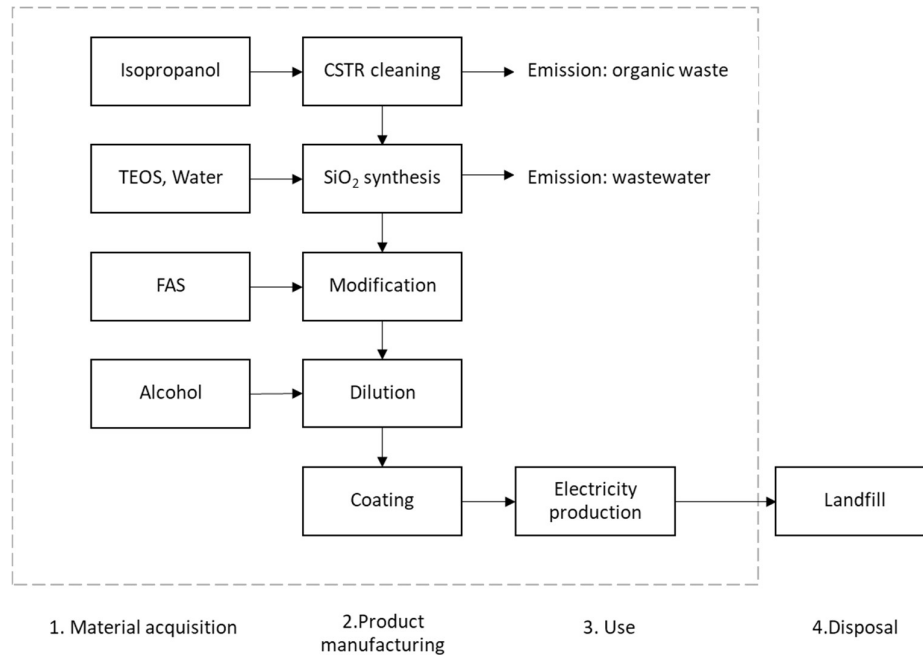 Isopropanol
CSTR cleaning
Emission: organic waste
TEOS, Water
SiO₂ synthesis
Emission: wastewater
FAS
Modification
Alcohol
Dilution
Coating
Electricity
production
Landfill
1. Material acquisition
2.Product
manufacturing
3. Use
4.Disposal